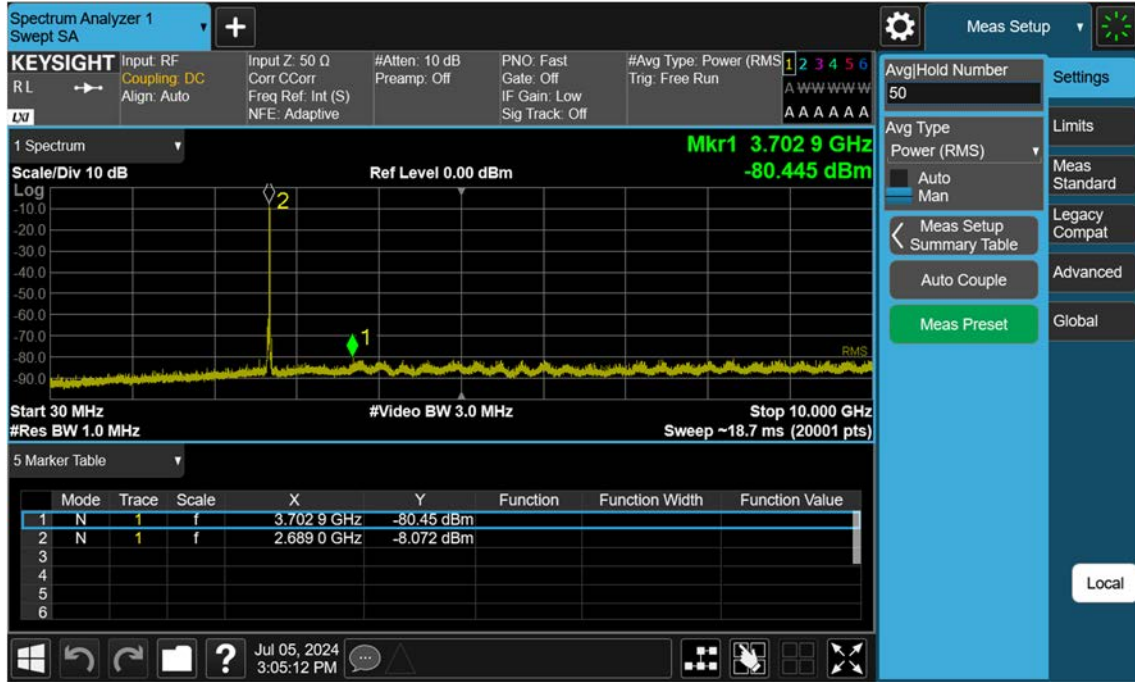 Spectrum Analyzer 1
Swept SA
+
Meas Setup
KEYSIGHT
RL
LXI
Input: RF
Coupling: DC
Align: Auto
Input Z: 50 Ω
Corr CCorr
Freq Ref: Int (S)
NFE: Adaptive
#Atten: 10 dB
Preamp: Off
PNO: Fast
Gate: Off
IF Gain: Low
Sig Track: Off
#Avg Type: Power (RMS
Trig: Free Run
1 2 3 4 5 6
A W W W W W
A A A A A A
1 Spectrum
Scale/Div 10 dB
Ref Level 0.00 dBm
Mkr1 3.702 9 GHz
-80.445 dBm
Log
-10.0
-20.0
-30.0
-40.0
-50.0
-60.0
-70.0
-80.0
-90.0
2
1
RMS
Start 30 MHz
#Video BW 3.0 MHz
Stop 10.000 GHz
#Res BW 1.0 MHz
Sweep ~18.7 ms (20001 pts)
5 Marker Table
Mode Trace Scale X Y Function Function Width Function Value
1 N 1 f 3.702 9 GHz -80.45 dBm
2 N 1 f 2.689 0 GHz -8.072 dBm
3
4
5
6
Avg|Hold Number
50
Avg Type
Power (RMS)
Auto
Man
Meas Setup
Summary Table
Auto Couple
Meas Preset
Settings
Limits
Meas
Standard
Legacy
Compat
Advanced
Global
Local
?
Jul 05, 2024
3:05:12 PM